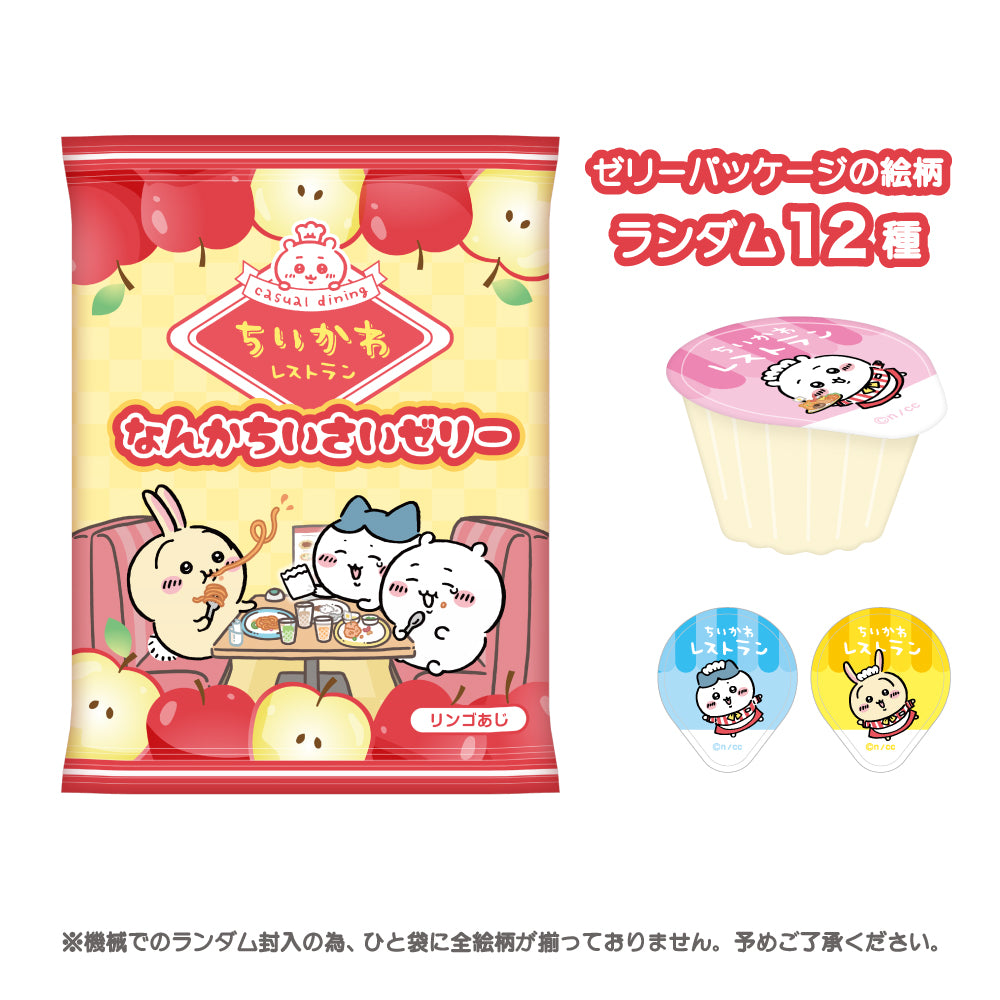 casual dining
ちいかわ
レストラン
なんかちいさいゼリー
リンゴあじ
ゼリーパッケージの絵柄
ランダム12種
ちいかわ
レストラン
©n/cc
ちいかわ
レストラン
©n/cc
ちいかわ
レストラン
©n/cc
※機械でのランダム封入の為、ひと袋に全絵柄が揃っておりません。予めご了承ください。